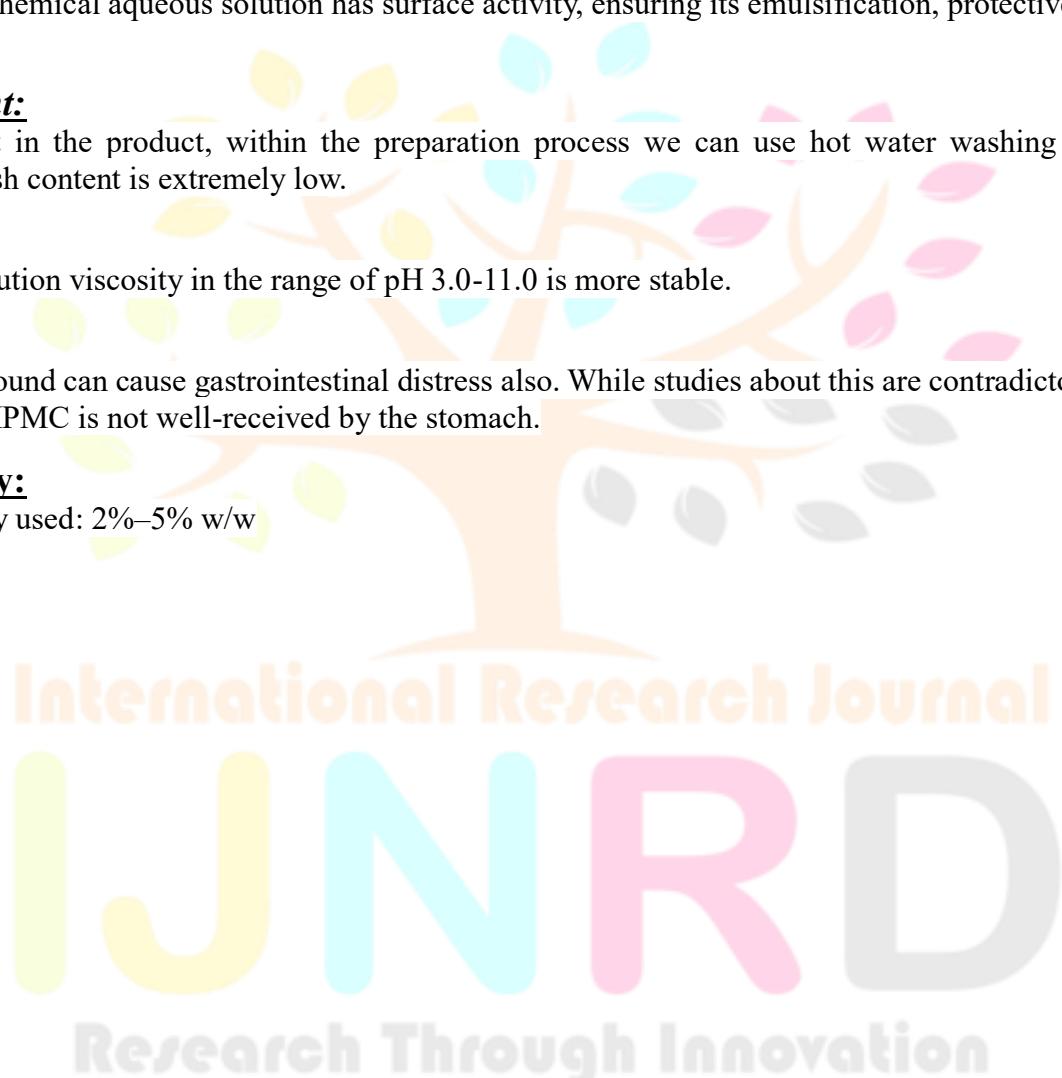 hemical aqueous solution has surface activity, ensuring its emulsification, protective
t:
in the product, within the preparation process we can use hot water washing
sh content is extremely low.
ution viscosity in the range of pH 3.0-11.0 is more stable.
ound can cause gastrointestinal distress also. While studies about this are contradicto
PMC is not well-received by the stomach.
y:
y used: 2%–5% w/w
International Research Journal
IJNRD
Research Through Innovation